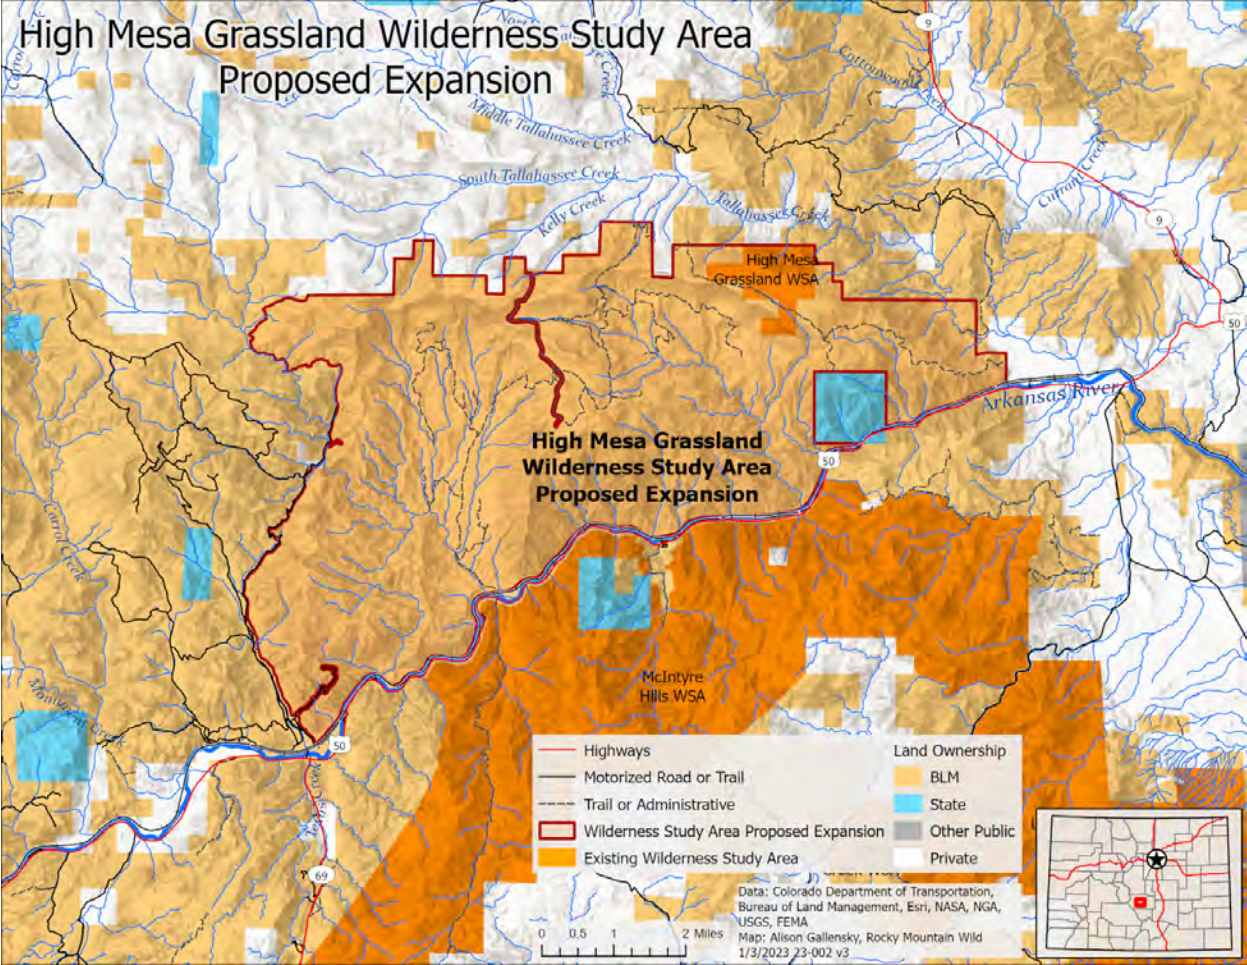 High Mesa Grassland Wilderness Study Area
Proposed Expansion
9
Cottonwood Creek
Middle Tallahassee Creek
South Tallahassee Creek
Currant Creek
Kelly Creek
Tallahassee Creek
9
High Mesa
Grassland WSA
50
Arkansas River
High Mesa Grassland
Wilderness Study Area
Proposed Expansion
50
Carrol Creek
McIntyre
Hills WSA
50
Highways
Motorized Road or Trail
Trail or Administrative
Wilderness Study Area Proposed Expansion
Existing Wilderness Study Area
Land Ownership
BLM
State
Other Public
Private
69
Data: Colorado Department of Transportation,
Bureau of Land Management, Esri, NASA, NGA,
USGS, FEMA
Map: Alison Gallensky, Rocky Mountain Wild
1/3/2023 23-002 v3
0 0.5 1 2 Miles